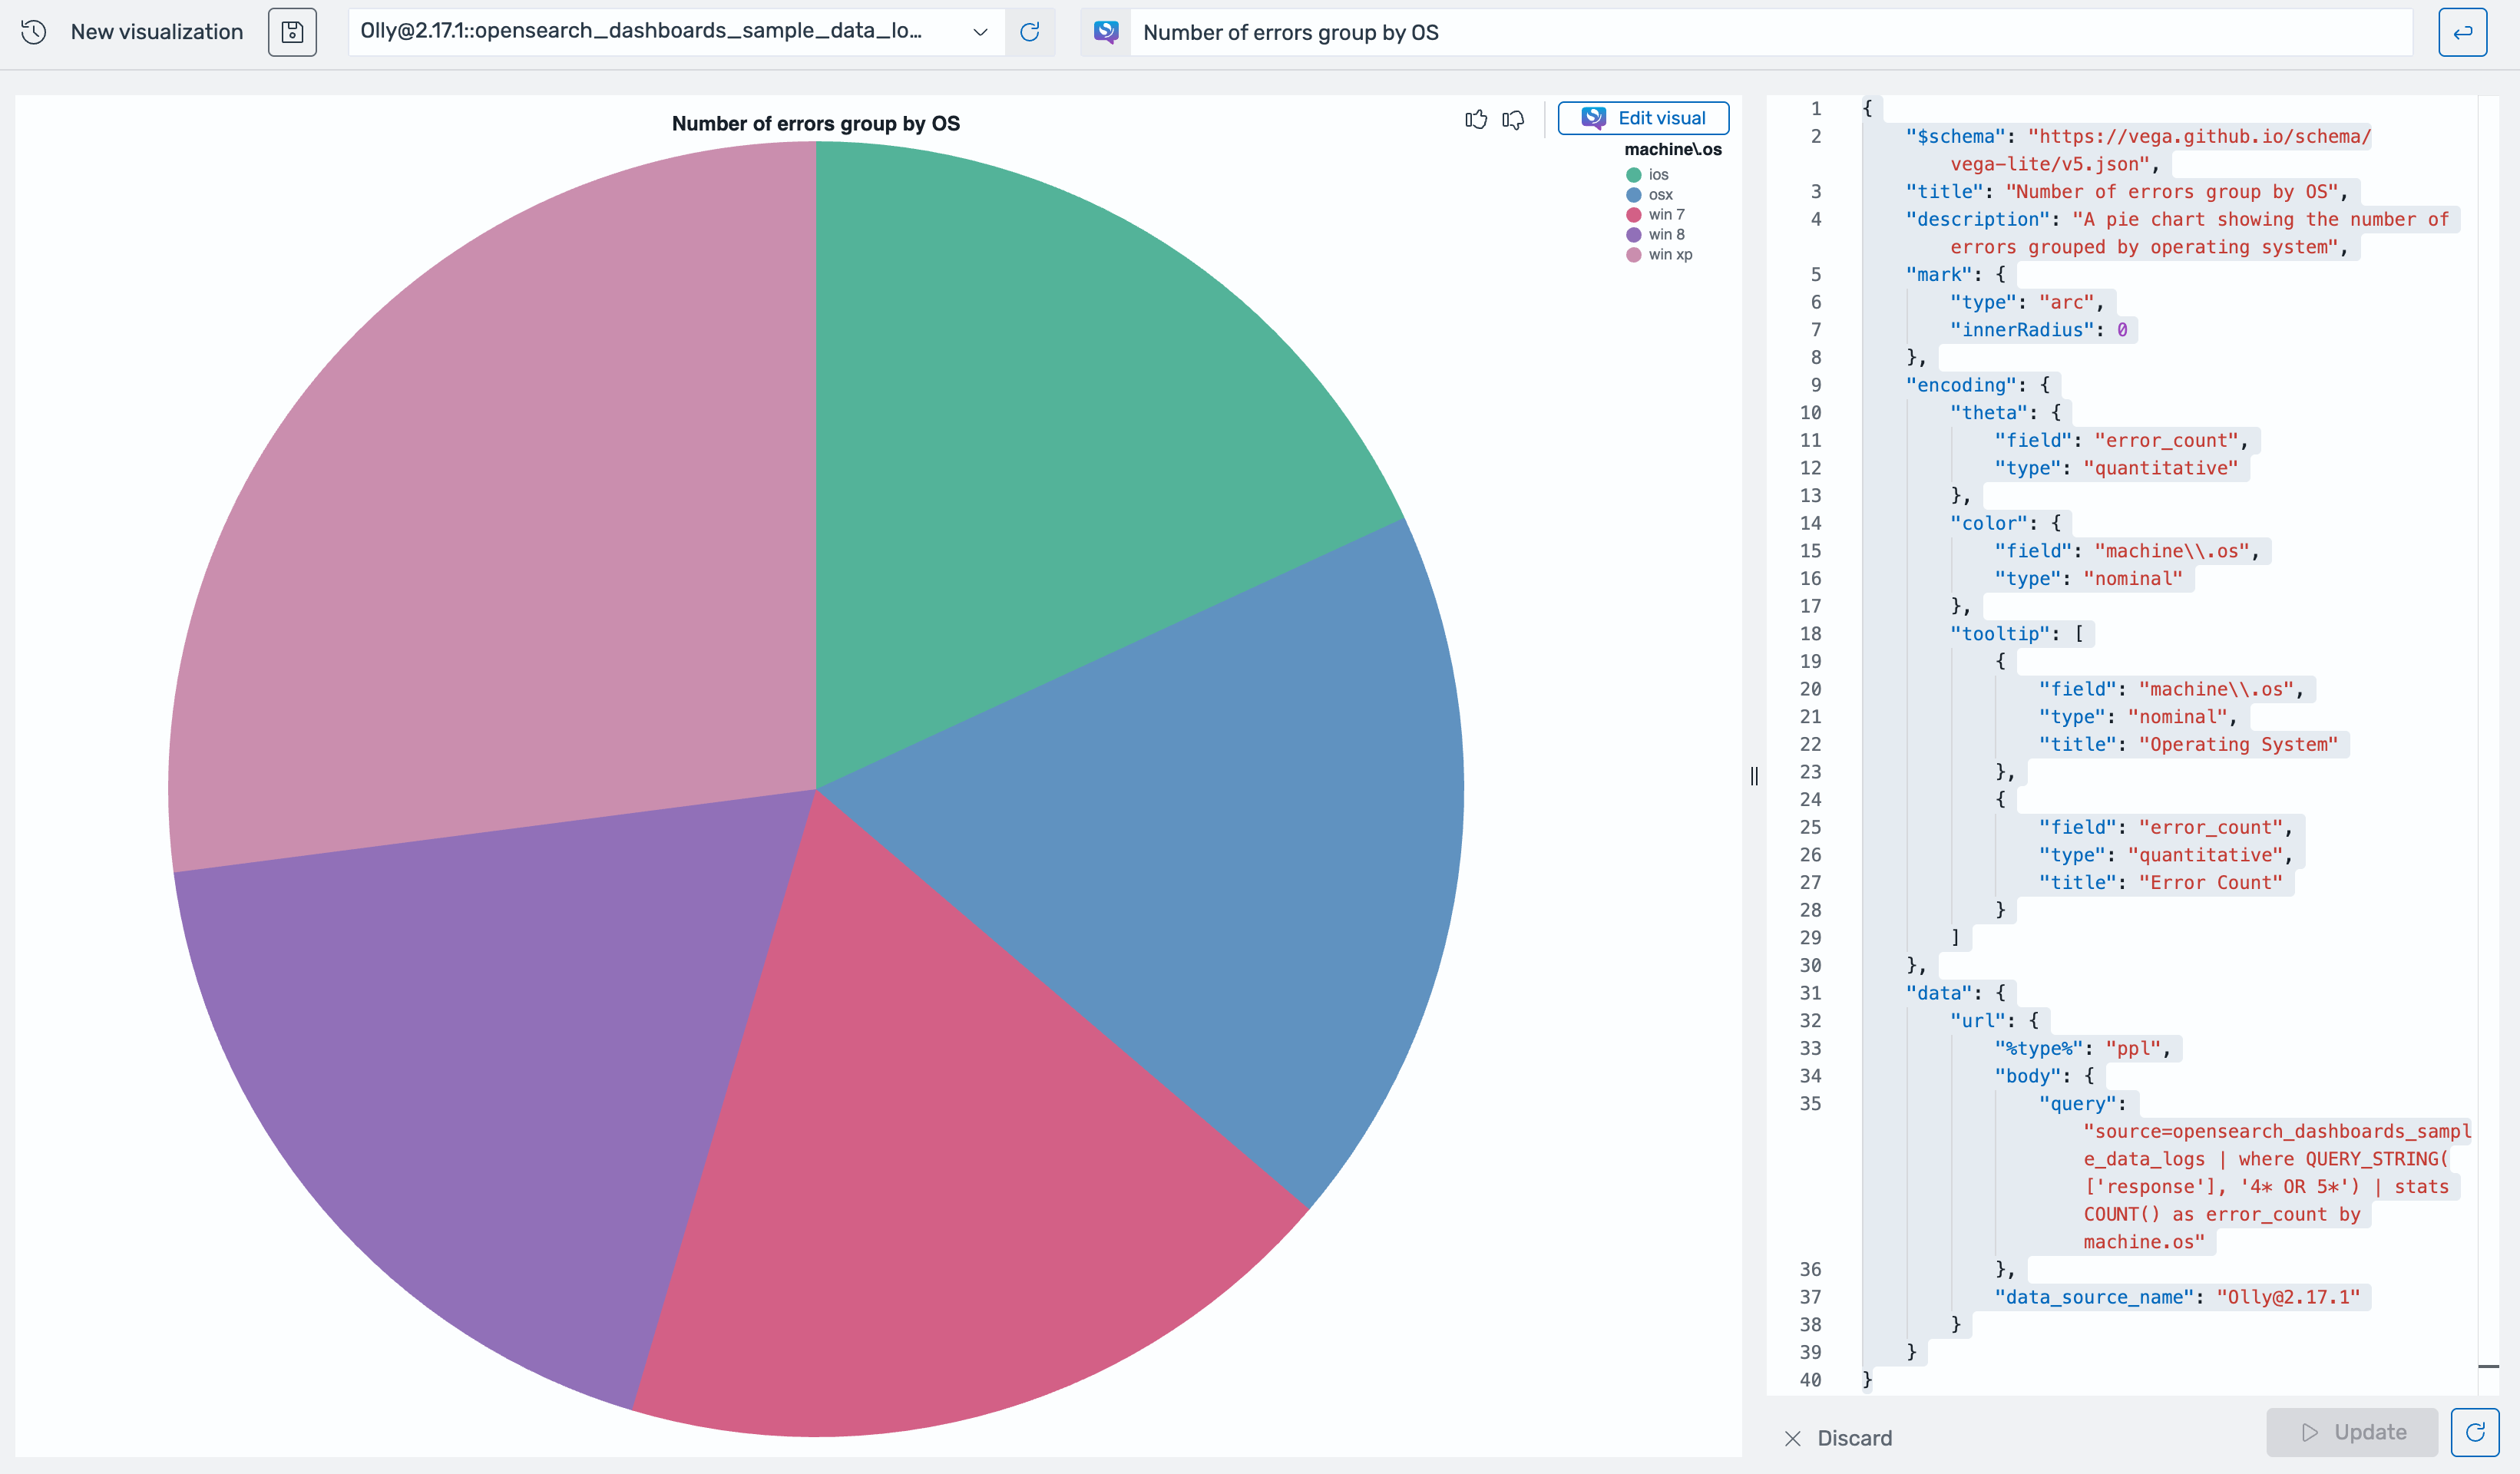 New visualization
Olly@2.17.1::opensearch_dashboards_sample_data_lo...
Number of errors group by OS
Number of errors group by OS
Edit visual
machine\.os
ios
osx
win 7
win 8
win xp
1 {
2 "$schema": "https://vega.github.io/schema/
vega-lite/v5.json",
3 "title": "Number of errors group by OS",
4 "description": "A pie chart showing the number of
errors grouped by operating system",
5 "mark": {
6 "type": "arc",
7 "innerRadius": 0
8 },
9 "encoding": {
10 "theta": {
11 "field": "error_count",
12 "type": "quantitative"
13 },
14 "color": {
15 "field": "machine\\.os",
16 "type": "nominal"
17 },
18 "tooltip": [
19 {
20 "field": "machine\\.os",
21 "type": "nominal",
22 "title": "Operating System"
23 },
24 {
25 "field": "error_count",
26 "type": "quantitative",
27 "title": "Error Count"
28 }
29 ]
30 },
31 "data": {
32 "url": {
33 "%type%": "ppl",
34 "body": {
35 "query":
"source=opensearch_dashboards_sampl
e_data_logs | where QUERY_STRING(
['response'], '4* OR 5*') | stats
COUNT() as error_count by
machine.os"
36 },
37 "data_source_name": "Olly@2.17.1"
38 }
39 }
40 }
Discard
Update